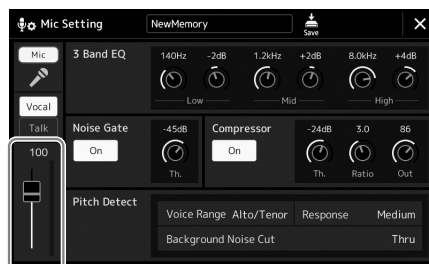 Mic Setting NewMemory Save
Mic
Vocal
Talk
100
3 Band EQ
140Hz -2dB 1.2kHz +2dB 8.0kHz +4dB
Low Mid High
Noise Gate
On
-45dB
Th.
Compressor
On
-24dB 3.0 86
Th. Ratio Out
Pitch Detect
Voice Range Alto/Tenor Response Medium
Background Noise Cut Thru